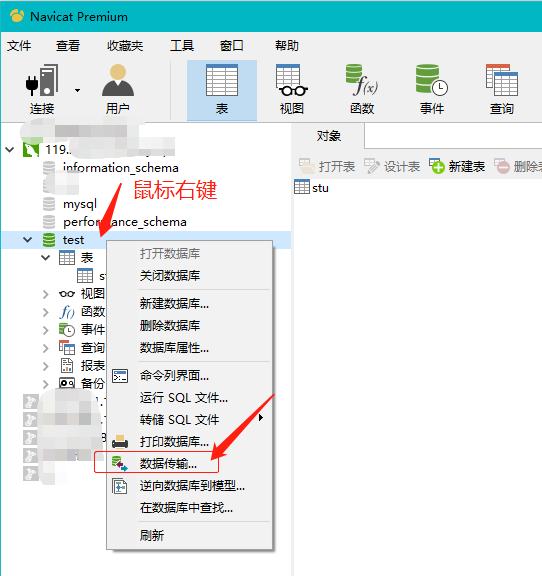 Navicat Premium
文件 查看 收藏夹 工具 窗口 帮助
连接 用户 表 视图 函数 事件 查询
对象
打开表 设计表 新建表 删除表
119.
information_schema
mysql
performance_schema
test
表
stu
视图
函数
事件
查询
报表
备份
鼠标右键
打开数据库
关闭数据库
新建数据库...
删除数据库
数据库属性...
命令列界面...
运行 SQL 文件...
转储 SQL 文件
打印数据库...
数据传输...
逆向数据库到模型...
在数据库中查找...
刷新